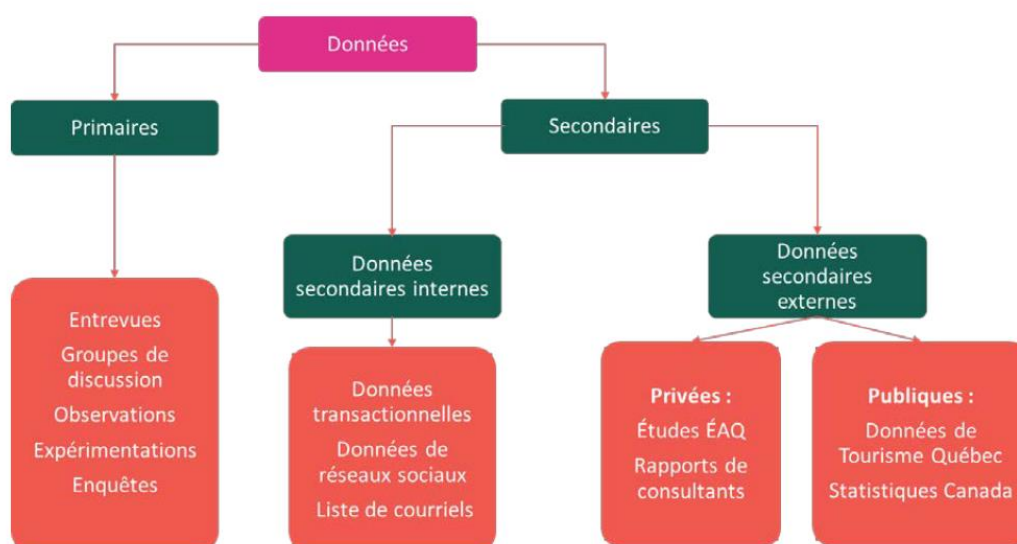 Données
Primaires
Secondaires
Données
secondaires internes
Données
secondaires
externes
Entrevues
Groupes de
discussion
Observations
Expérimentations
Enquêtes
Données
transactionnelles
Données de
réseaux sociaux
Liste de courriels
Privées :
Études ÉAQ
Rapports de
consultants
Publiques :
Données de
Tourisme Québec
Statistiques Canada